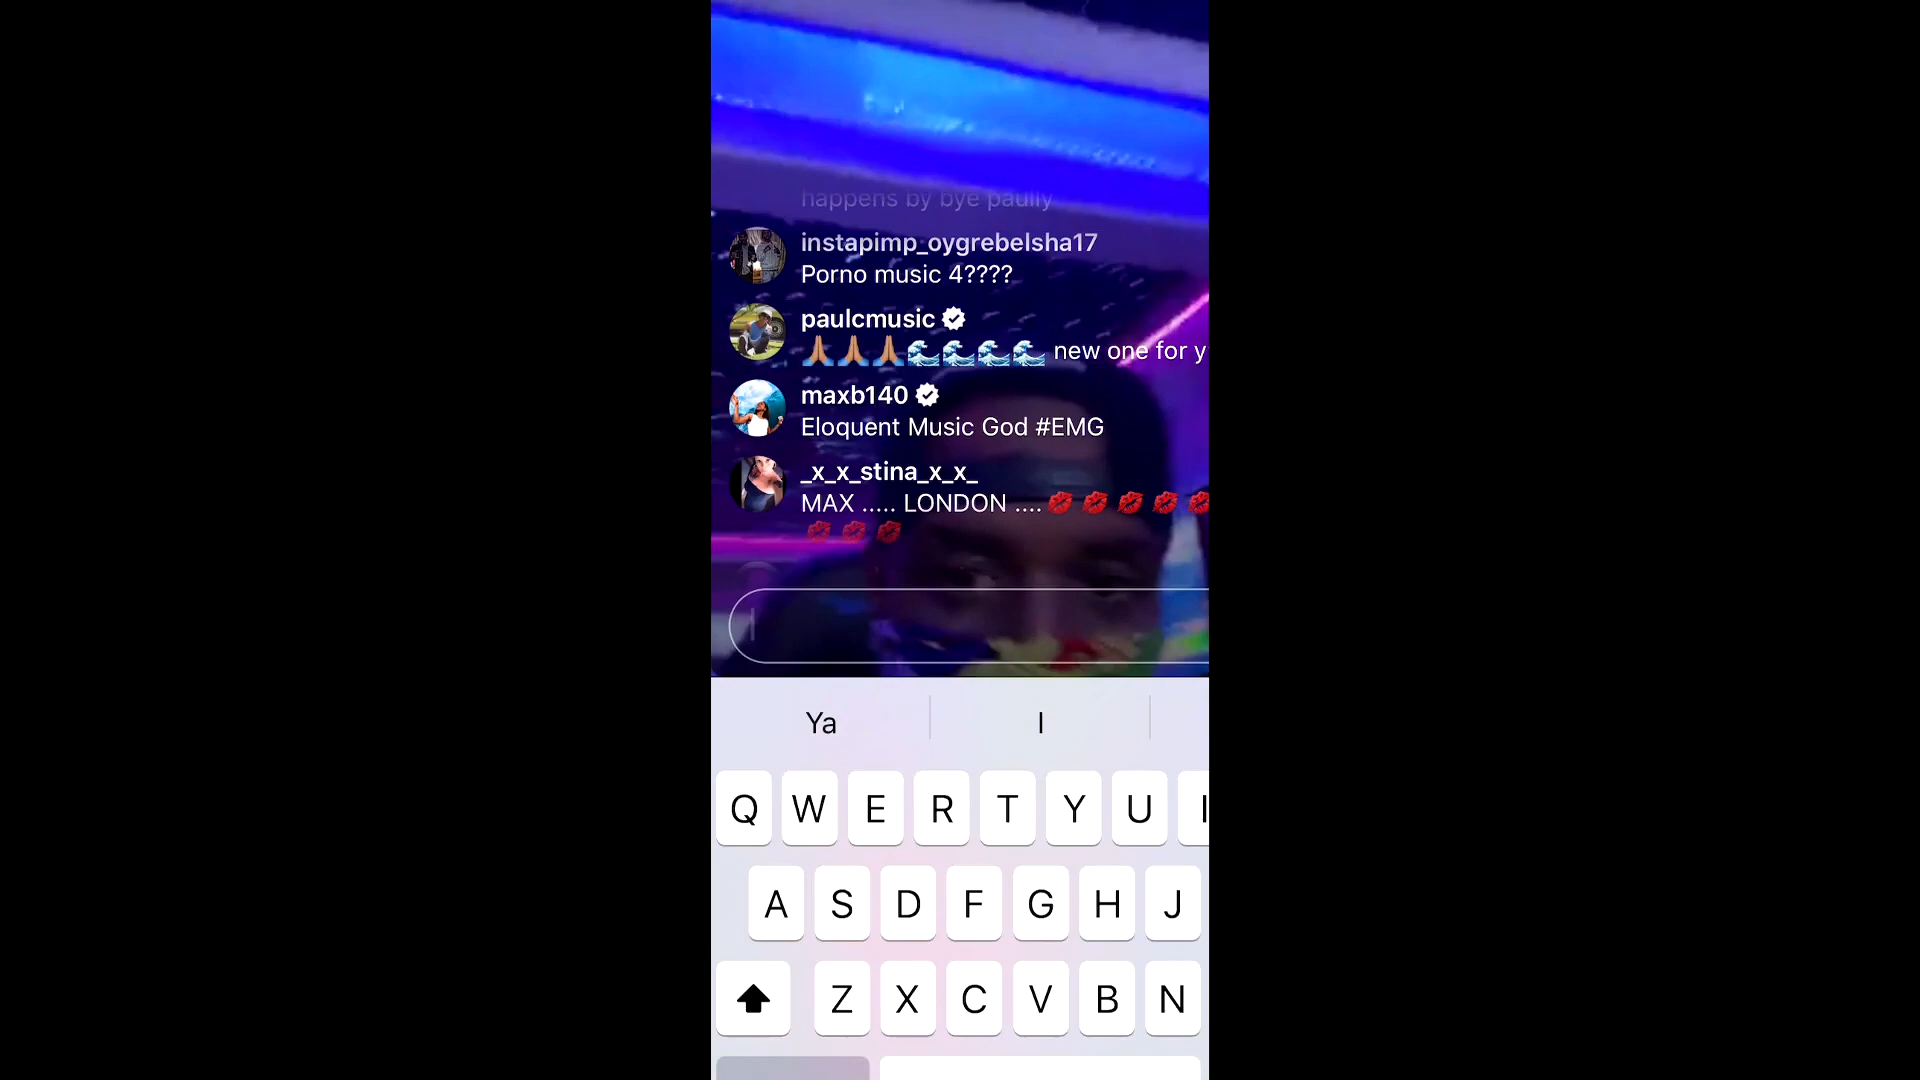 happens by bye paully
instapimp_oygrebelsha17
Porno music 4????
paulcmusic
🙏🏽🙏🏽🙏🏽🌊🌊🌊🌊 new one for y
maxb140
Eloquent Music God #EMG
_x_x_stina_x_x_
MAX ..... LONDON ....💋💋💋💋💋
💋💋💋
Ya I
Q W E R T Y U I
A S D F G H J
Z X C V B N